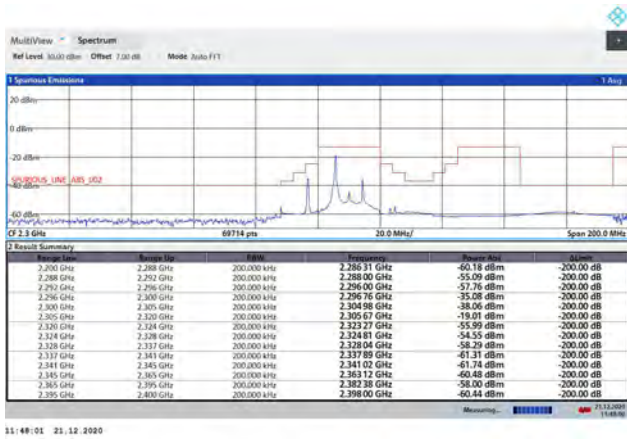 MultiView Spectrum
Ref Level 30.00 dBm Offset 7.00 dB Mode Auto FFT
1 Spurious Emissions 1 Avg
20 dBm
0 dBm
-20 dBm
SPURIOUS_LINE_ABS_002
-40 dBm
-60 dBm
CF 2.3 GHz 69714 pts 20.0 MHz/ Span 200.0 MHz
2 Result Summary
Range Low Range Up RBW Frequency Power Abs ΔLimit
2.200 GHz 2.288 GHz 200.000 kHz 2.286 31 GHz -60.18 dBm -200.00 dB
2.288 GHz 2.292 GHz 200.000 kHz 2.288 00 GHz -55.09 dBm -200.00 dB
2.292 GHz 2.296 GHz 200.000 kHz 2.296 00 GHz -57.76 dBm -200.00 dB
2.296 GHz 2.300 GHz 200.000 kHz 2.296 76 GHz -35.08 dBm -200.00 dB
2.300 GHz 2.305 GHz 200.000 kHz 2.304 98 GHz -38.08 dBm -200.00 dB
2.305 GHz 2.320 GHz 200.000 kHz 2.305 67 GHz -19.01 dBm -200.00 dB
2.320 GHz 2.324 GHz 200.000 kHz 2.323 27 GHz -55.99 dBm -200.00 dB
2.324 GHz 2.328 GHz 200.000 kHz 2.324 81 GHz -54.55 dBm -200.00 dB
2.328 GHz 2.337 GHz 200.000 kHz 2.328 04 GHz -58.29 dBm -200.00 dB
2.337 GHz 2.341 GHz 200.000 kHz 2.337 89 GHz -61.31 dBm -200.00 dB
2.341 GHz 2.345 GHz 200.000 kHz 2.341 02 GHz -61.74 dBm -200.00 dB
2.345 GHz 2.365 GHz 200.000 kHz 2.363 12 GHz -60.48 dBm -200.00 dB
2.365 GHz 2.395 GHz 200.000 kHz 2.382 38 GHz -58.00 dBm -200.00 dB
2.395 GHz 2.400 GHz 200.000 kHz 2.398 00 GHz -60.44 dBm -200.00 dB
Measuring... 21.12.2020
11:48:01 21.12.2020